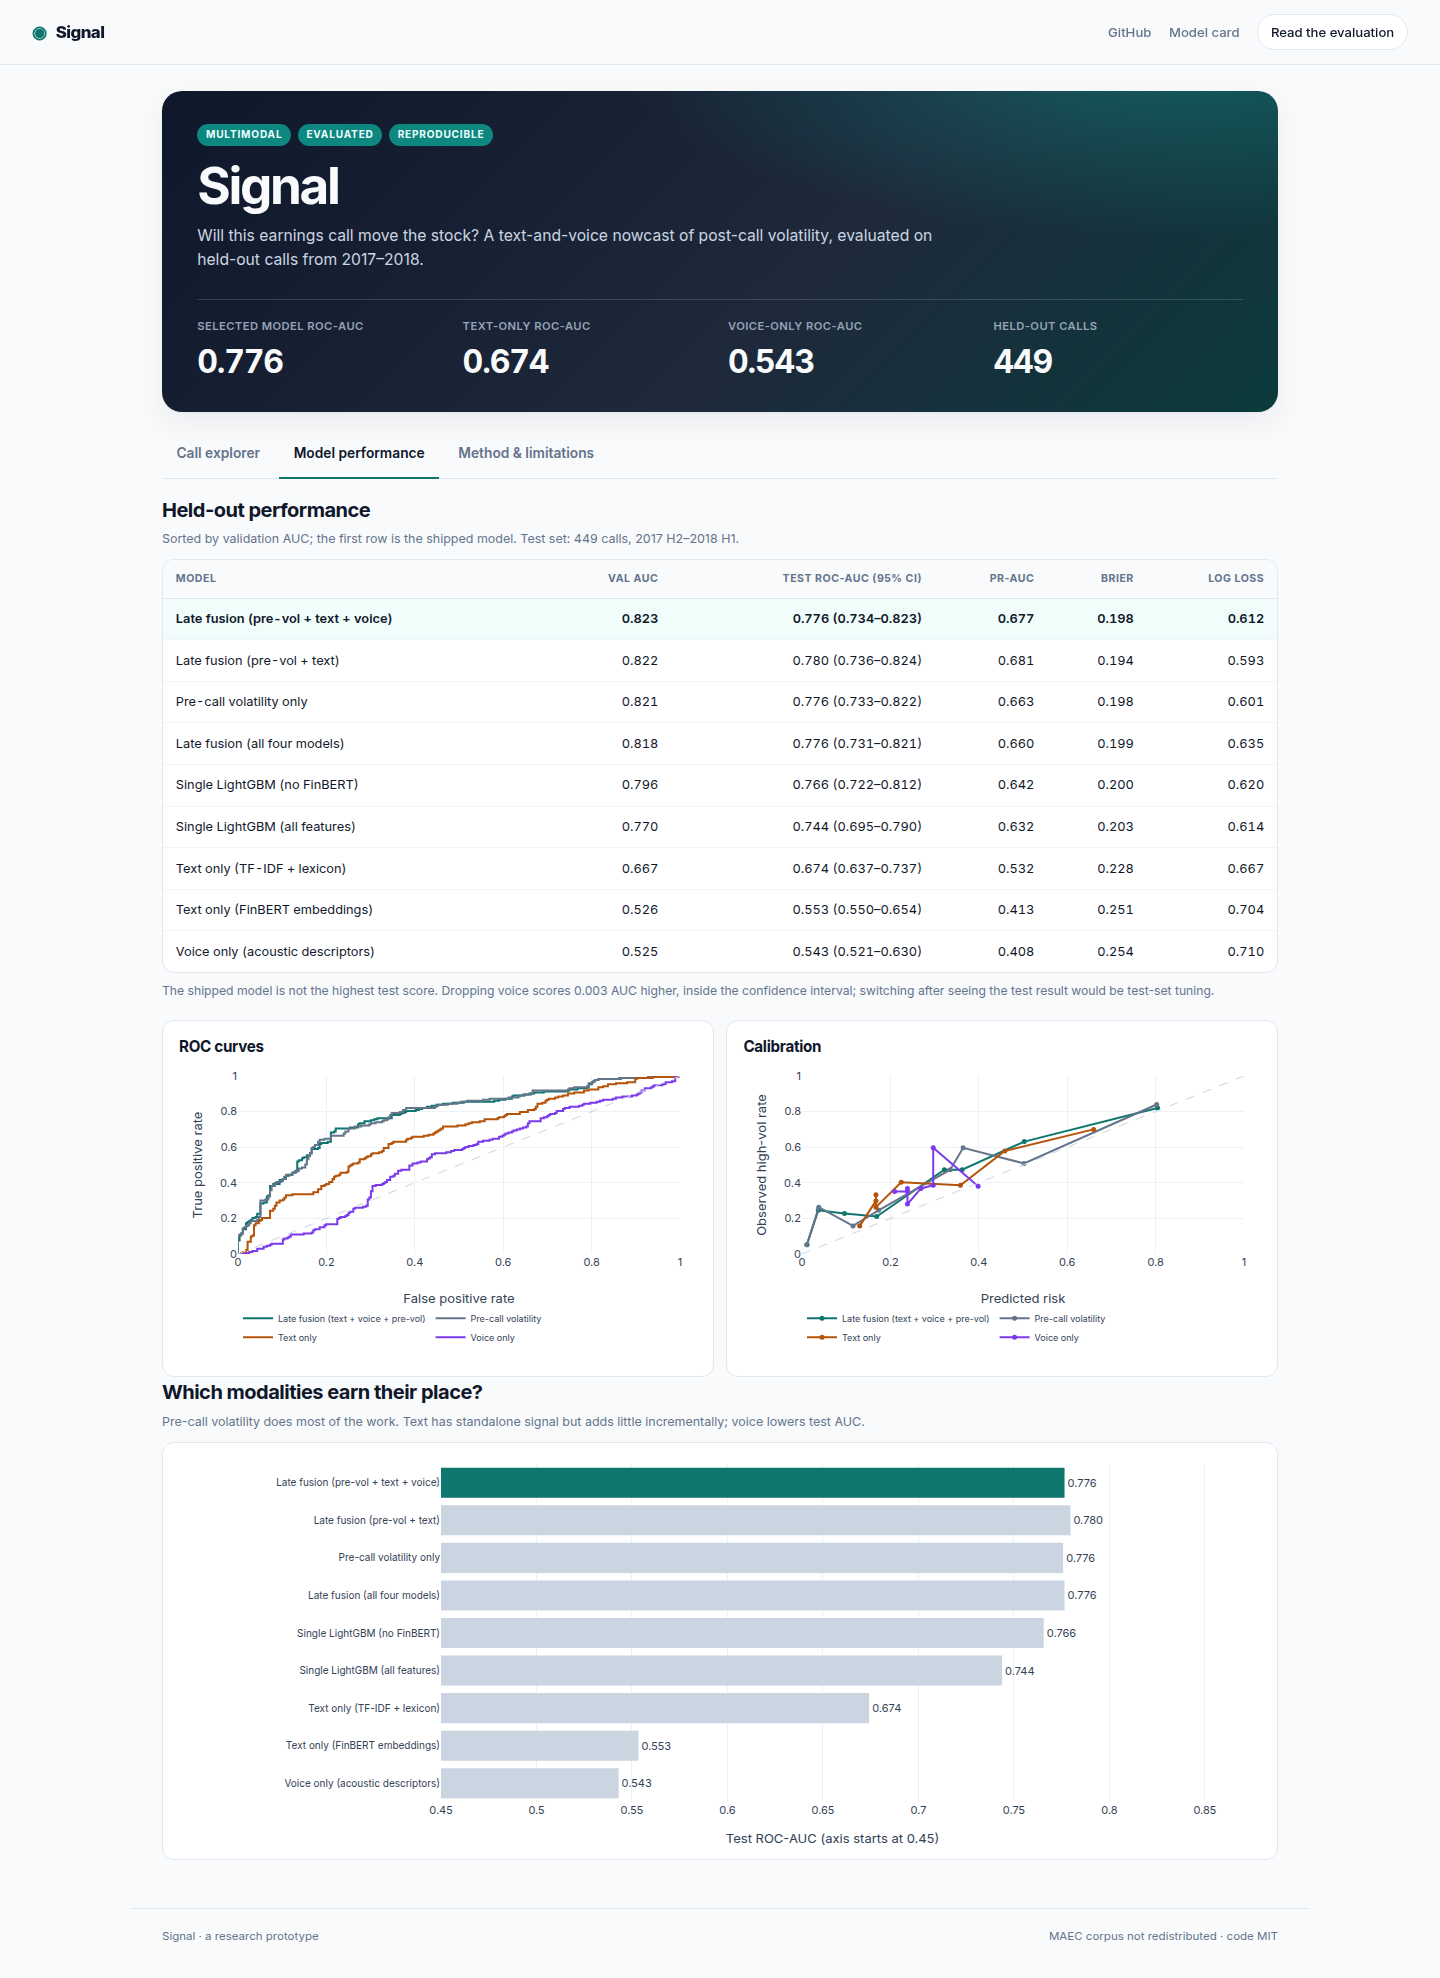 Signal
GitHub Model card Read the evaluation
MULTIMODAL EVALUATED REPRODUCIBLE
Signal
Will this earnings call move the stock? A text-and-voice nowcast of post-call volatility, evaluated on
held-out calls from 2017–2018.
SELECTED MODEL ROC-AUC TEXT-ONLY ROC-AUC VOICE-ONLY ROC-AUC HELD-OUT CALLS
0.776 0.674 0.543 449
Call explorer Model performance Method & limitations
Held-out performance
Sorted by validation AUC; the first row is the shipped model. Test set: 449 calls, 2017 H2–2018 H1.
MODEL VAL AUC TEST ROC-AUC (95% CI) PR-AUC BRIER LOG LOSS
Late fusion (pre-vol + text + voice) 0.823 0.776 (0.734–0.823) 0.677 0.198 0.612
Late fusion (pre-vol + text) 0.822 0.780 (0.736–0.824) 0.681 0.194 0.593
Pre-call volatility only 0.821 0.776 (0.733–0.822) 0.663 0.198 0.601
Late fusion (all four models) 0.818 0.776 (0.731–0.821) 0.660 0.199 0.635
Single LightGBM (no FinBERT) 0.796 0.766 (0.722–0.812) 0.642 0.200 0.620
Single LightGBM (all features) 0.770 0.744 (0.695–0.790) 0.632 0.203 0.614
Text only (TF-IDF + lexicon) 0.667 0.674 (0.637–0.737) 0.532 0.228 0.667
Text only (FinBERT embeddings) 0.526 0.553 (0.550–0.654) 0.413 0.251 0.704
Voice only (acoustic descriptors) 0.525 0.543 (0.521–0.630) 0.408 0.254 0.710
The shipped model is not the highest test score. Dropping voice scores 0.003 AUC higher, inside the confidence interval; switching after seeing the test result would be test-set tuning.
ROC curves
1
0.8
0.6
0.4
0.2
0
True positive rate
0 0.2 0.4 0.6 0.8 1
False positive rate
Late fusion (text + voice + pre-vol) Pre-call volatility
Text only Voice only
Calibration
1
0.8
0.6
0.4
0.2
0
Observed high-vol rate
0 0.2 0.4 0.6 0.8 1
Predicted risk
Late fusion (text + voice + pre-vol) Pre-call volatility
Text only Voice only
Which modalities earn their place?
Pre-call volatility does most of the work. Text has standalone signal but adds little incrementally; voice lowers test AUC.
Late fusion (pre-vol + text + voice) 0.776
Late fusion (pre-vol + text) 0.780
Pre-call volatility only 0.776
Late fusion (all four models) 0.776
Single LightGBM (no FinBERT) 0.766
Single LightGBM (all features) 0.744
Text only (TF-IDF + lexicon) 0.674
Text only (FinBERT embeddings) 0.553
Voice only (acoustic descriptors) 0.543
0.45 0.5 0.55 0.6 0.65 0.7 0.75 0.8 0.85
Test ROC-AUC (axis starts at 0.45)
Signal · a research prototype
MAEC corpus not redistributed · code MIT